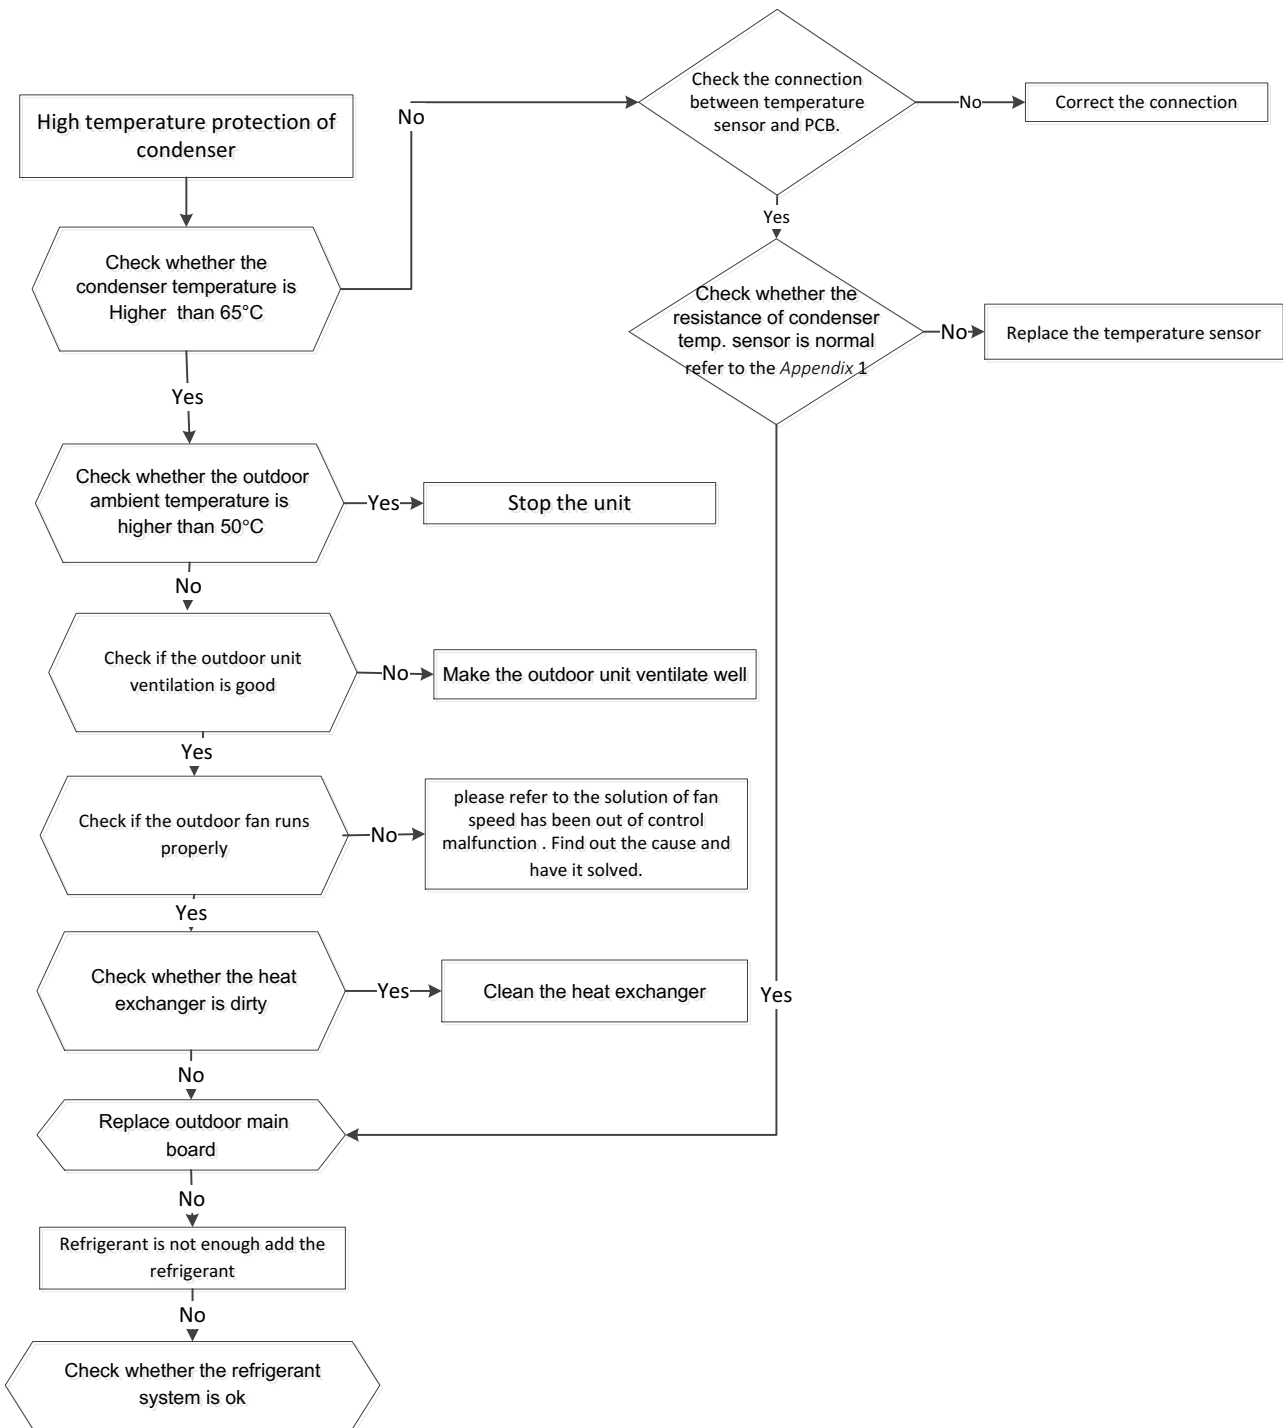 High temperature protection of
condenser
No
Check the connection
between temperature
sensor and PCB.
No
Correct the connection
Yes
Check whether the
condenser temperature is
Higher than 65°C
Check whether the
resistance of condenser
temp. sensor is normal
refer to the Appendix 1
No
Replace the temperature sensor
Yes
Check whether the outdoor
ambient temperature is
higher than 50°C
Yes
Stop the unit
No
Check if the outdoor unit
ventilation is good
No
Make the outdoor unit ventilate well
Yes
Check if the outdoor fan runs
properly
No
please refer to the solution of fan
speed has been out of control
malfunction . Find out the cause and
have it solved.
Yes
Check whether the heat
exchanger is dirty
Yes
Clean the heat exchanger
Yes
No
Replace outdoor main
board
No
Refrigerant is not enough add the
refrigerant
No
Check whether the refrigerant
system is ok